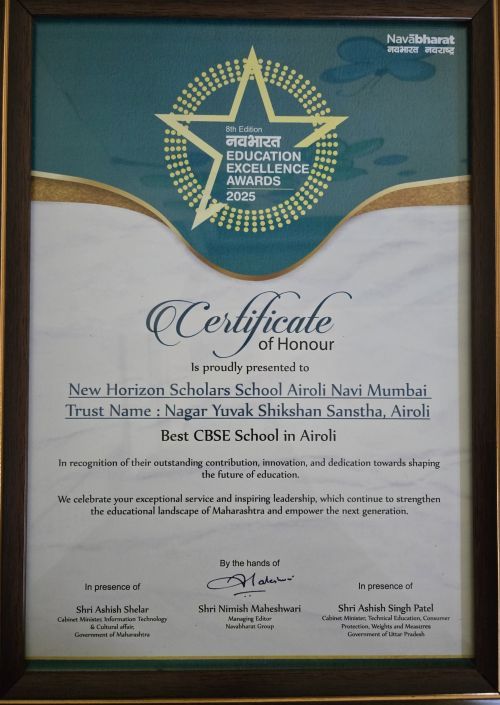 Navabharat
नवभारत नवराष्ट्र
8th Edition
नवभारत
EDUCATION
EXCELLENCE
AWARDS
2025
Certificate
of Honour
Is proudly presented to
New Horizon Scholars School Airoli Navi Mumbai
Trust Name : Nagar Yuvak Shikshan Sanstha, Airoli
Best CBSE School in Airoli
In recognition of their outstanding contribution, innovation, and dedication towards shaping
the future of education.
We celebrate your exceptional service and inspiring leadership, which continue to strengthen
the educational landscape of Maharashtra and empower the next generation.
By the hands of
In presence of
Shri Ashish Shelar
Cabinet Minister, Information Technology
& Cultural affair,
Government of Maharashtra
Shri Nimish Maheshwari
Managing Editor
Navabharat Group
In presence of
Shri Ashish Singh Patel
Cabinet Minister, Technical Education, Consumer
Protection, Weights and Measures
Government of Uttar Pradesh